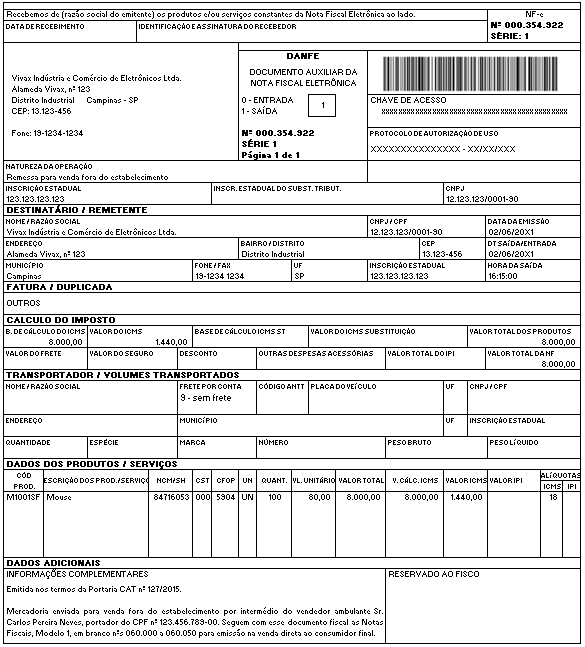 Recebemos de (razão social do emitente) os produtos e/ou serviços constantes da Nota Fiscal Eletrônica ao lado.
NF-e
Nº 000.354.922
SÉRIE: 1
DATA DE RECEBIMENTO IDENTIFICAÇÃO E ASSINATURA DO RECEBEDOR
Vivax Indústria e Comércio de Eletrônicos Ltda.
Alameda Vivax, nº 123
Distrito Industrial Campinas - SP
CEP: 13.123-456
Fone: 19-1234-1234
DANFE
DOCUMENTO AUXILIAR DA
NOTA FISCAL ELETRÔNICA
0 - ENTRADA
1 - SAÍDA
1
Nº 000.354.922
SÉRIE 1
Página 1 de 1
CHAVE DE ACESSO
xxxxxxxxxxxxxxxxxxxxxxxxxxxxxxxxxxxxxxxxxxxx
PROTOCOLO DE AUTORIZAÇÃO DE USO
XXXXXXXXXXXXXXX - XX/XX/XXX
NATUREZA DA OPERAÇÃO
Remessa para venda fora do estabelecimento
INSCRIÇÃO ESTADUAL INSCR. ESTADUAL DO SUBST. TRIBUT. CNPJ
123.123.123.123 12.123.123/0001-90
DESTINATÁRIO / REMETENTE
NOME / RAZÃO SOCIAL CNPJ / CPF DATA DA EMISSÃO
Vivax Indústria e Comércio de Eletrônicos Ltda. 12.123.123/0001-90 02/06/20X1
ENDEREÇO BAIRRO / DISTRITO CEP DT SAÍDA/ENTRADA
Alameda Vivax, nº 123 Distrito Industrial 13.123-456 02/06/20X1
MUNICÍPIO FONE / FAX UF INSCRIÇÃO ESTADUAL HORA DA SAÍDA
Campinas 19-1234 1234 SP 123.123.123.123 16:15:00
FATURA / DUPLICADA
OUTROS
CALCULO DO IMPOSTO
B. DE CÁLCULO DO ICMS VALOR DO ICMS BASE DE CÁLCULO ICMS ST VALOR DO ICMS SUBSTITUIÇÃO VALOR TOTAL DOS PRODUTOS
8.000,00 1.440,00 8.000,00
VALOR DO FRETE VALOR DO SEGURO DESCONTO OUTRAS DESPESAS ACESSÓRIAS VALOR TOTAL DO IPI VALOR TOTAL DA NF
8.000,00
TRANSPORTADOR / VOLUMES TRANSPORTADOS
NOME / RAZÃO SOCIAL FRETE POR CONTA CÓDIGO ANTT PLACA DO VEÍCULO UF CNPJ / CPF
9 - sem frete
ENDEREÇO MUNICÍPIO UF INSCRIÇÃO ESTADUAL
QUANTIDADE ESPÉCIE MARCA NÚMERO PESO BRUTO PESO LÍQUIDO
DADOS DOS PRODUTOS / SERVIÇOS
CÓD PROD. ESCRIÇÃO DOS PROD./SERVIÇO NCM/SH CST CFOP UN QUANT. VL. UNITÁRIO VALOR TOTAL V. CÁLC. ICMS VALOR ICMS VALOR IPI ALÍQUOTAS
ICMS IPI
M1001SF Mouse 84716053 000 5904 UN 100 80,00 8.000,00 8.000,00 1.440,00 18
DADOS ADICIONAIS
INFORMAÇÕES COMPLEMENTARES RESERVADO AO FISCO
Emitida nos termos da Portaria CAT nº 127/2015.
Mercadoria enviada para venda fora do estabelecimento por intermédio do vendedor ambulante Sr.
Carlos Pereira Neves, portador do CPF nº 123.456.789-00. Seguem com esse documento fiscal as Notas
Fiscais, Modelo 1, em branco nºs 060.000 a 060.050 para emissão na venda direta ao consumidor final.